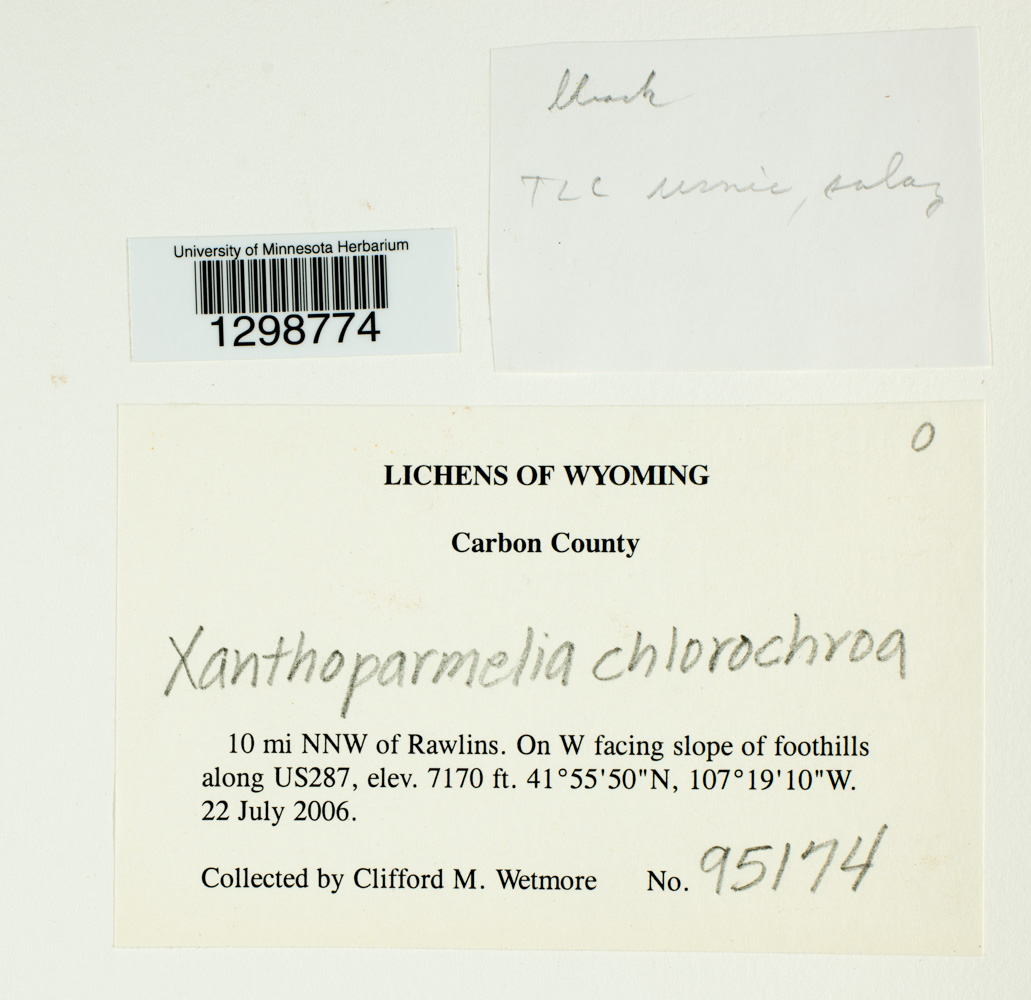 black
TLC usnic, salaz
University of Minnesota Herbarium
1298774
O
LICHENS OF WYOMING
Carbon County
Xanthoparmelia chlorochroa
10 mi NNW of Rawlins. On W facing slope of foothills
along US287, elev. 7170 ft. 41°55'50"N, 107°19'10"W.
22 July 2006.
Collected by Clifford M. Wetmore No. 95174